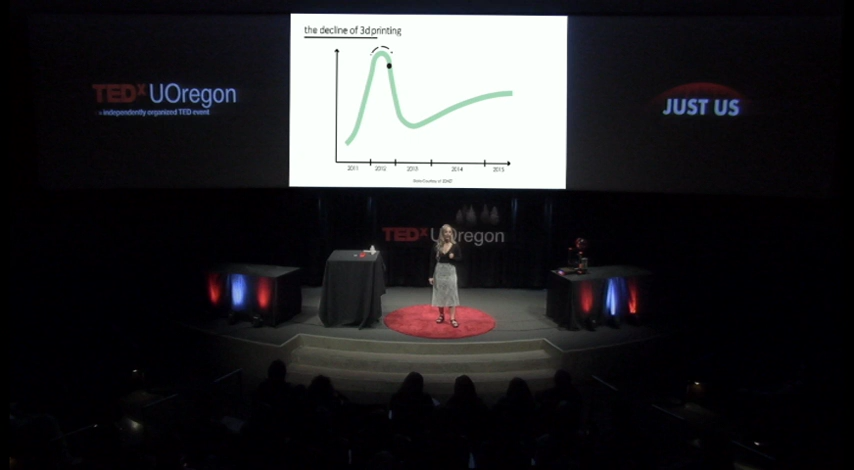 the decline of 3d printing
TEDx UOregon
independently organized TED event
JUST US
2011 2012 2013 2014 2015
TEDx UOregon